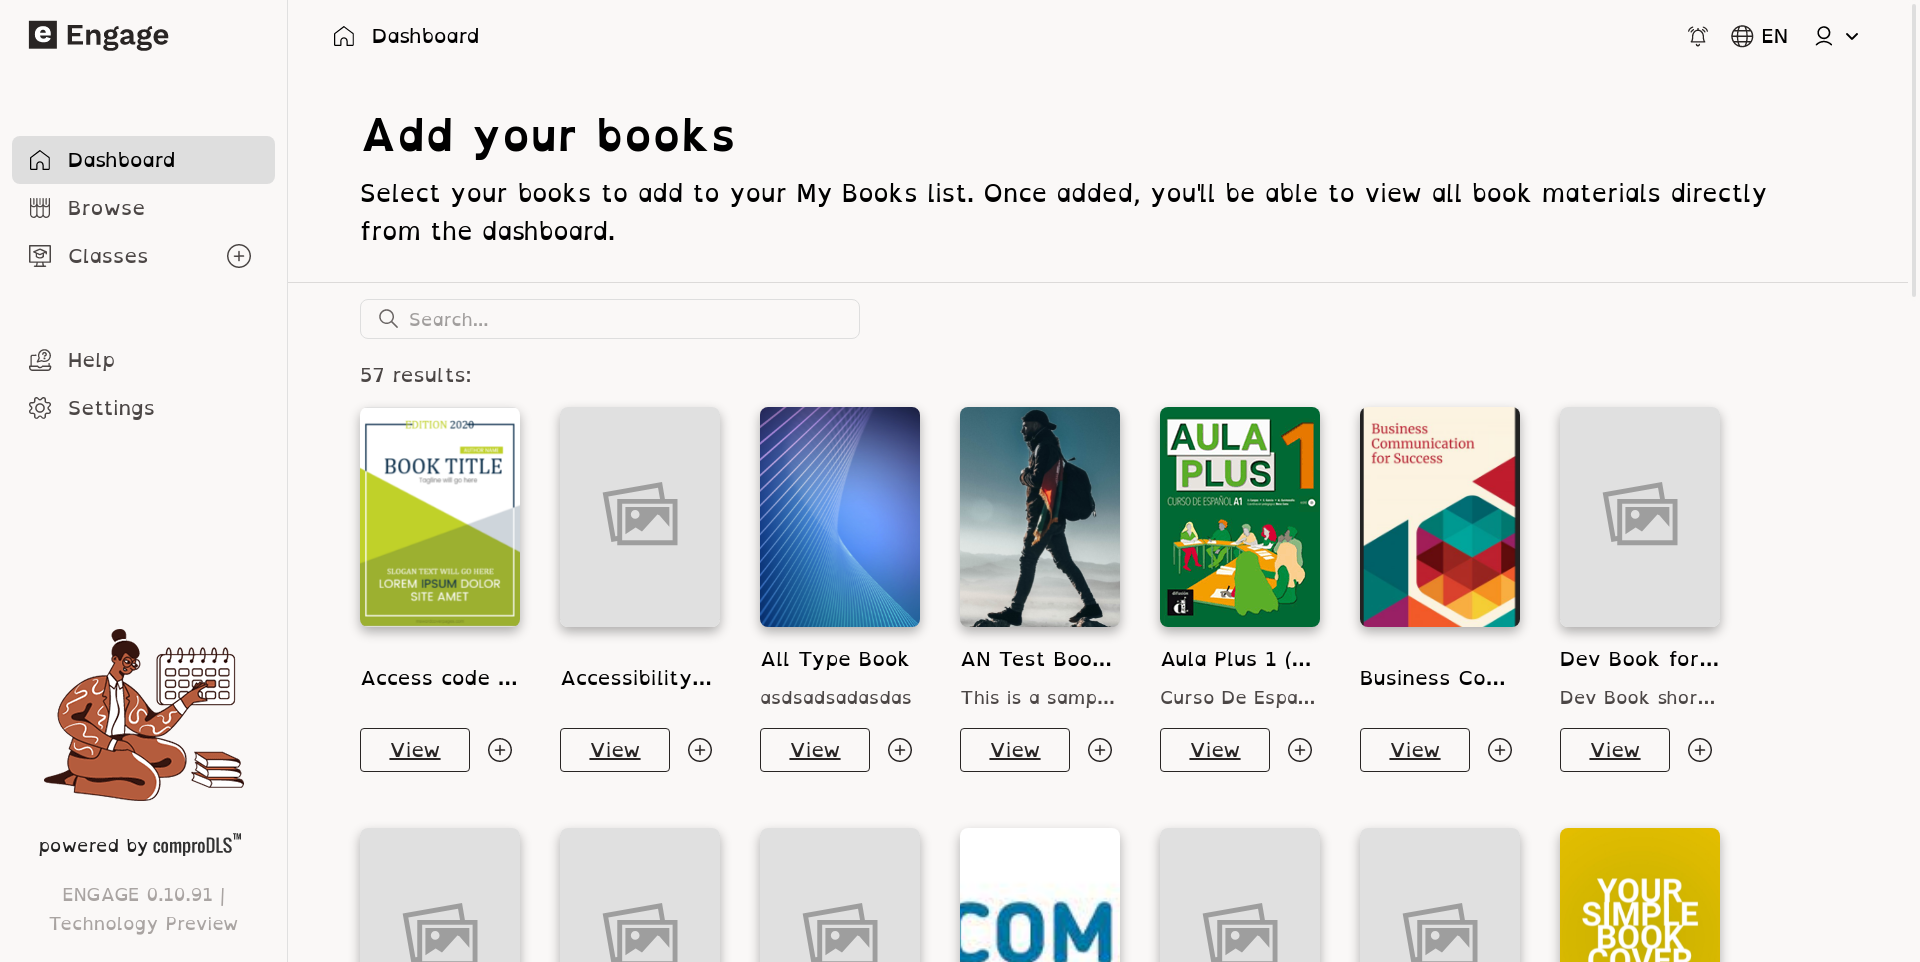 e Engage
Dashboard
EN
Dashboard
Browse
Classes
Help
Settings
powered by comproDLS™
ENGAGE 0.10.91 |
Technology Preview
Add your books
Select your books to add to your My Books list. Once added, you'll be able to view all book materials directly
from the dashboard.
Search...
57 results:
EDITION 2020
BOOK TITLE
Tagline will go here
SLOGAN TEXT WILL GO HERE
LOREM IPSUM DOLOR
SITE AMET
AULA
PLUS 1
CURSO DE ESPAÑOL A1
Business
Communication
for Success
Access code ...
Accessibility...
All Type Book
asdsadsadasdas
AN Test Boo...
This is a samp...
Aula Plus 1 (...
Curso De Espa...
Business Co...
Dev Book for...
Dev Book shor...
View
View
View
View
View
View
View
COM
YOUR
SIMPLE
BOOK
COVER